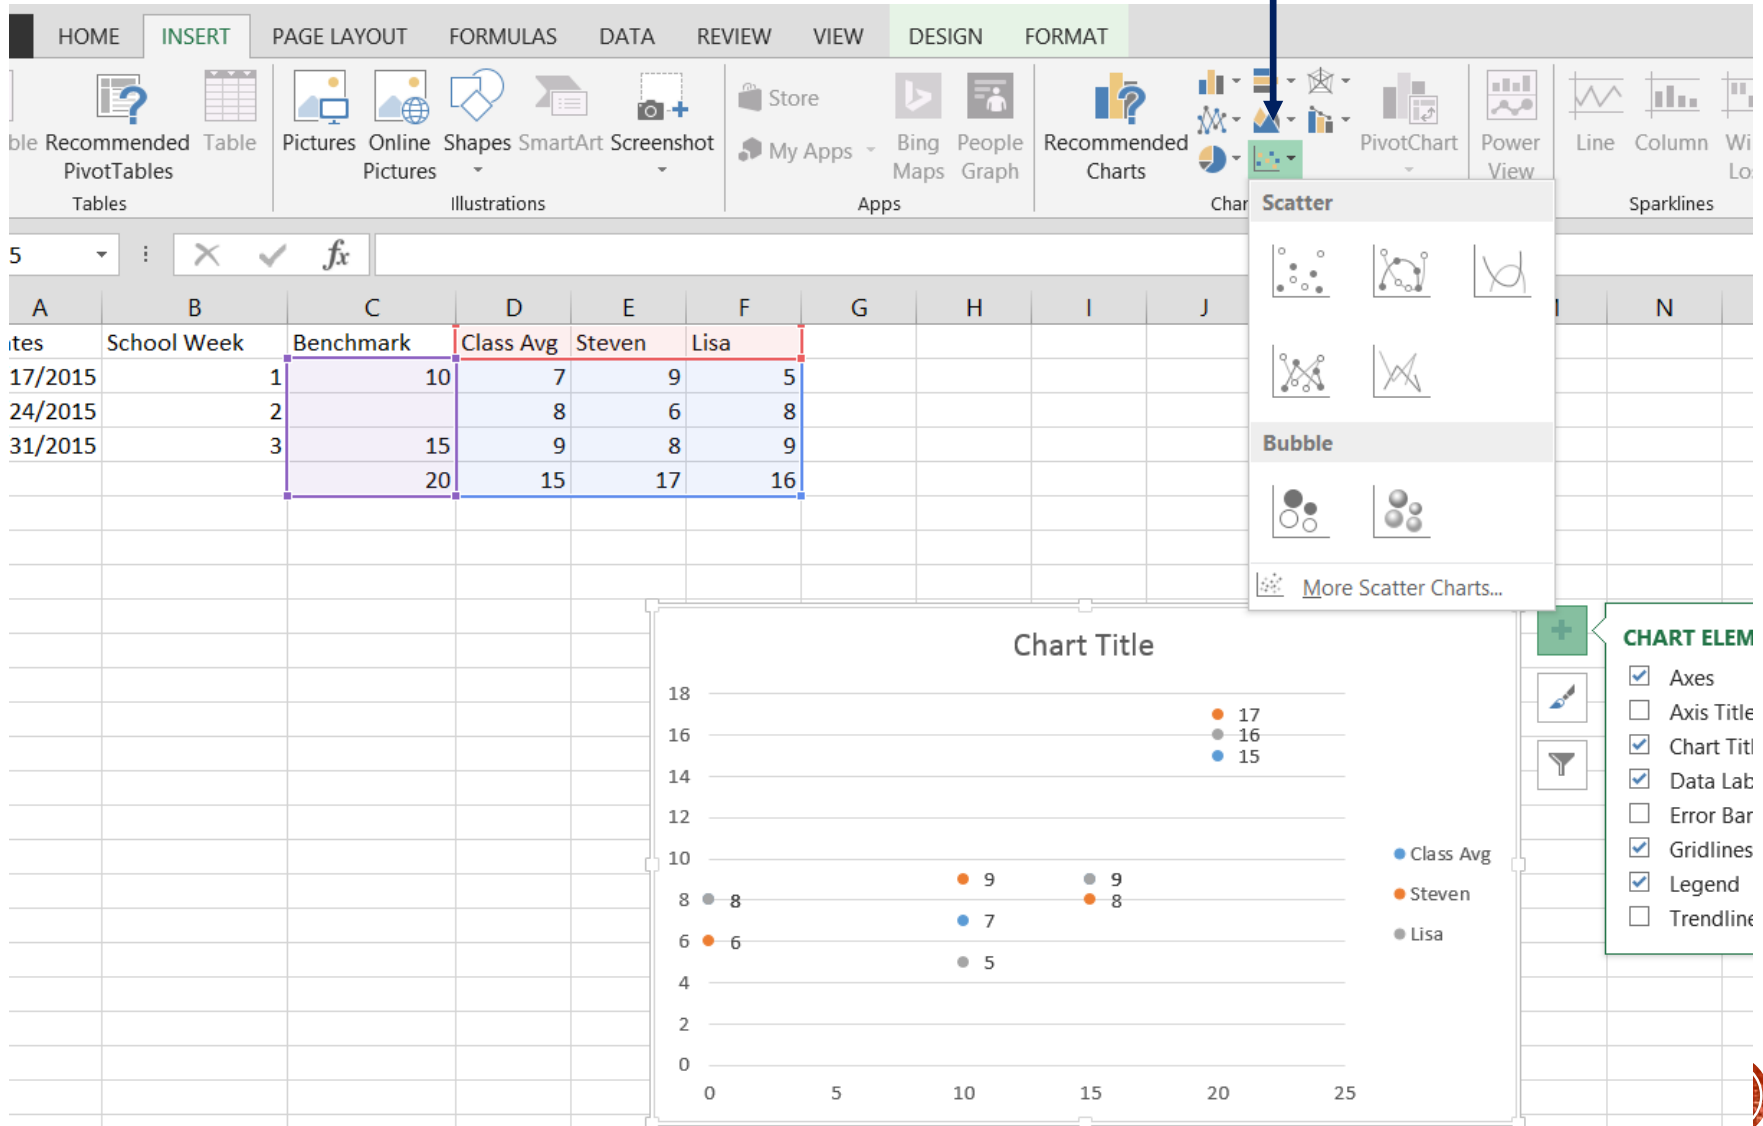 HOME INSERT PAGE LAYOUT FORMULAS DATA REVIEW VIEW DESIGN FORMAT
ble Recommended PivotTables Table
Tables
Pictures Online Pictures Shapes SmartArt Screenshot
Illustrations
Store
My Apps
Bing Maps People Graph
Apps
Recommended Charts
PivotChart
Char
Power View
Line Column Wi
Lo
Sparklines
Scatter
Bubble
More Scatter Charts...
5 fx
A B C D E F G H I J N
tes School Week Benchmark Class Avg Steven Lisa
17/2015 1 10 7 9 5
24/2015 2 8 6 8
31/2015 3 15 9 8 9
20 15 17 16
Chart Title
18
16
14
12
10
8
6
4
2
0
0 5 10 15 20 25
17
16
15
9
9
8
8
7
6
5
Class Avg
Steven
Lisa
CHART ELEM
Axes
Axis Title
Chart Titl
Data Lab
Error Bar
Gridlines
Legend
Trendline